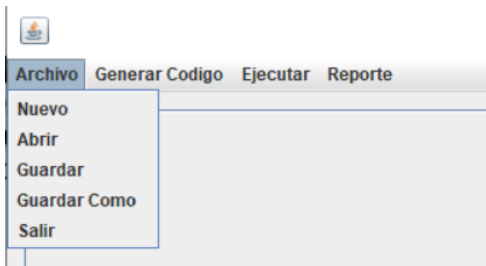 Archivo Generar Codigo Ejecutar Reporte
Nuevo
Abrir
Guardar
Guardar Como
Salir